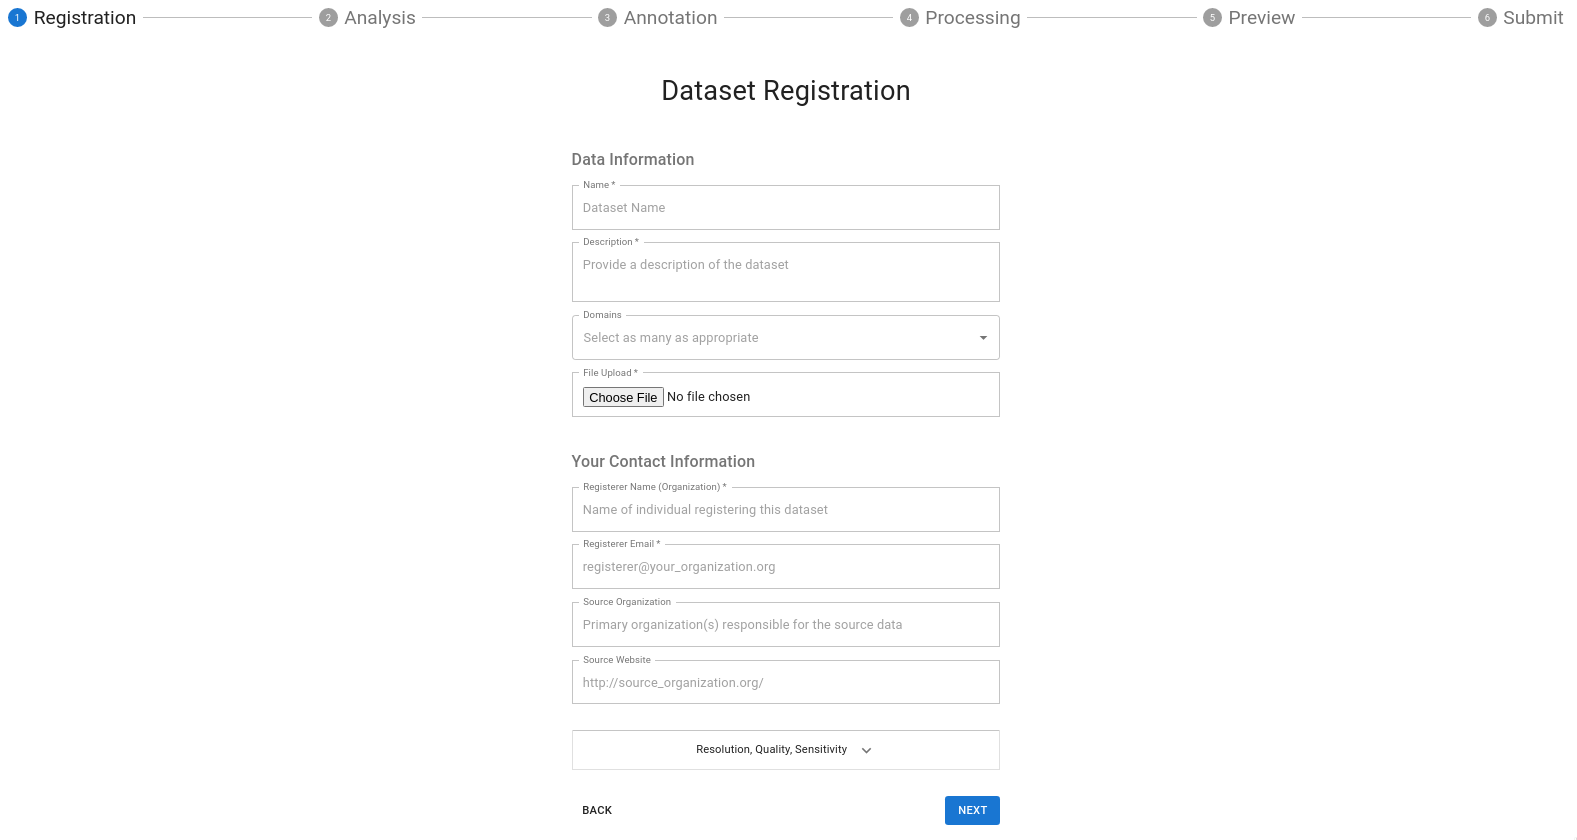 1 Registration 2 Analysis 3 Annotation 4 Processing 5 Preview 6 Submit
Dataset Registration
Data Information
Name *
Dataset Name
Description *
Provide a description of the dataset
Domains
Select as many as appropriate
File Upload *
Choose File No file chosen
Your Contact Information
Registerer Name (Organization) *
Name of individual registering this dataset
Registerer Email *
registerer@your_organization.org
Source Organization
Primary organization(s) responsible for the source data
Source Website
http://source_organization.org/
Resolution, Quality, Sensitivity
BACK NEXT